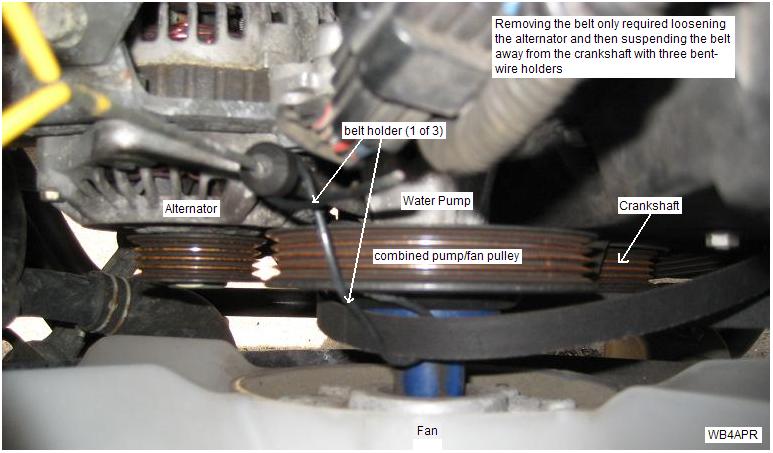 Removing the belt only required loosening
the alternator and then suspending the belt
away from the crankshaft with three bent-
wire holders
Alternator
belt holder (1 of 3)
Water Pump
combined pump/fan pulley
Crankshaft
Fan
WB4APR